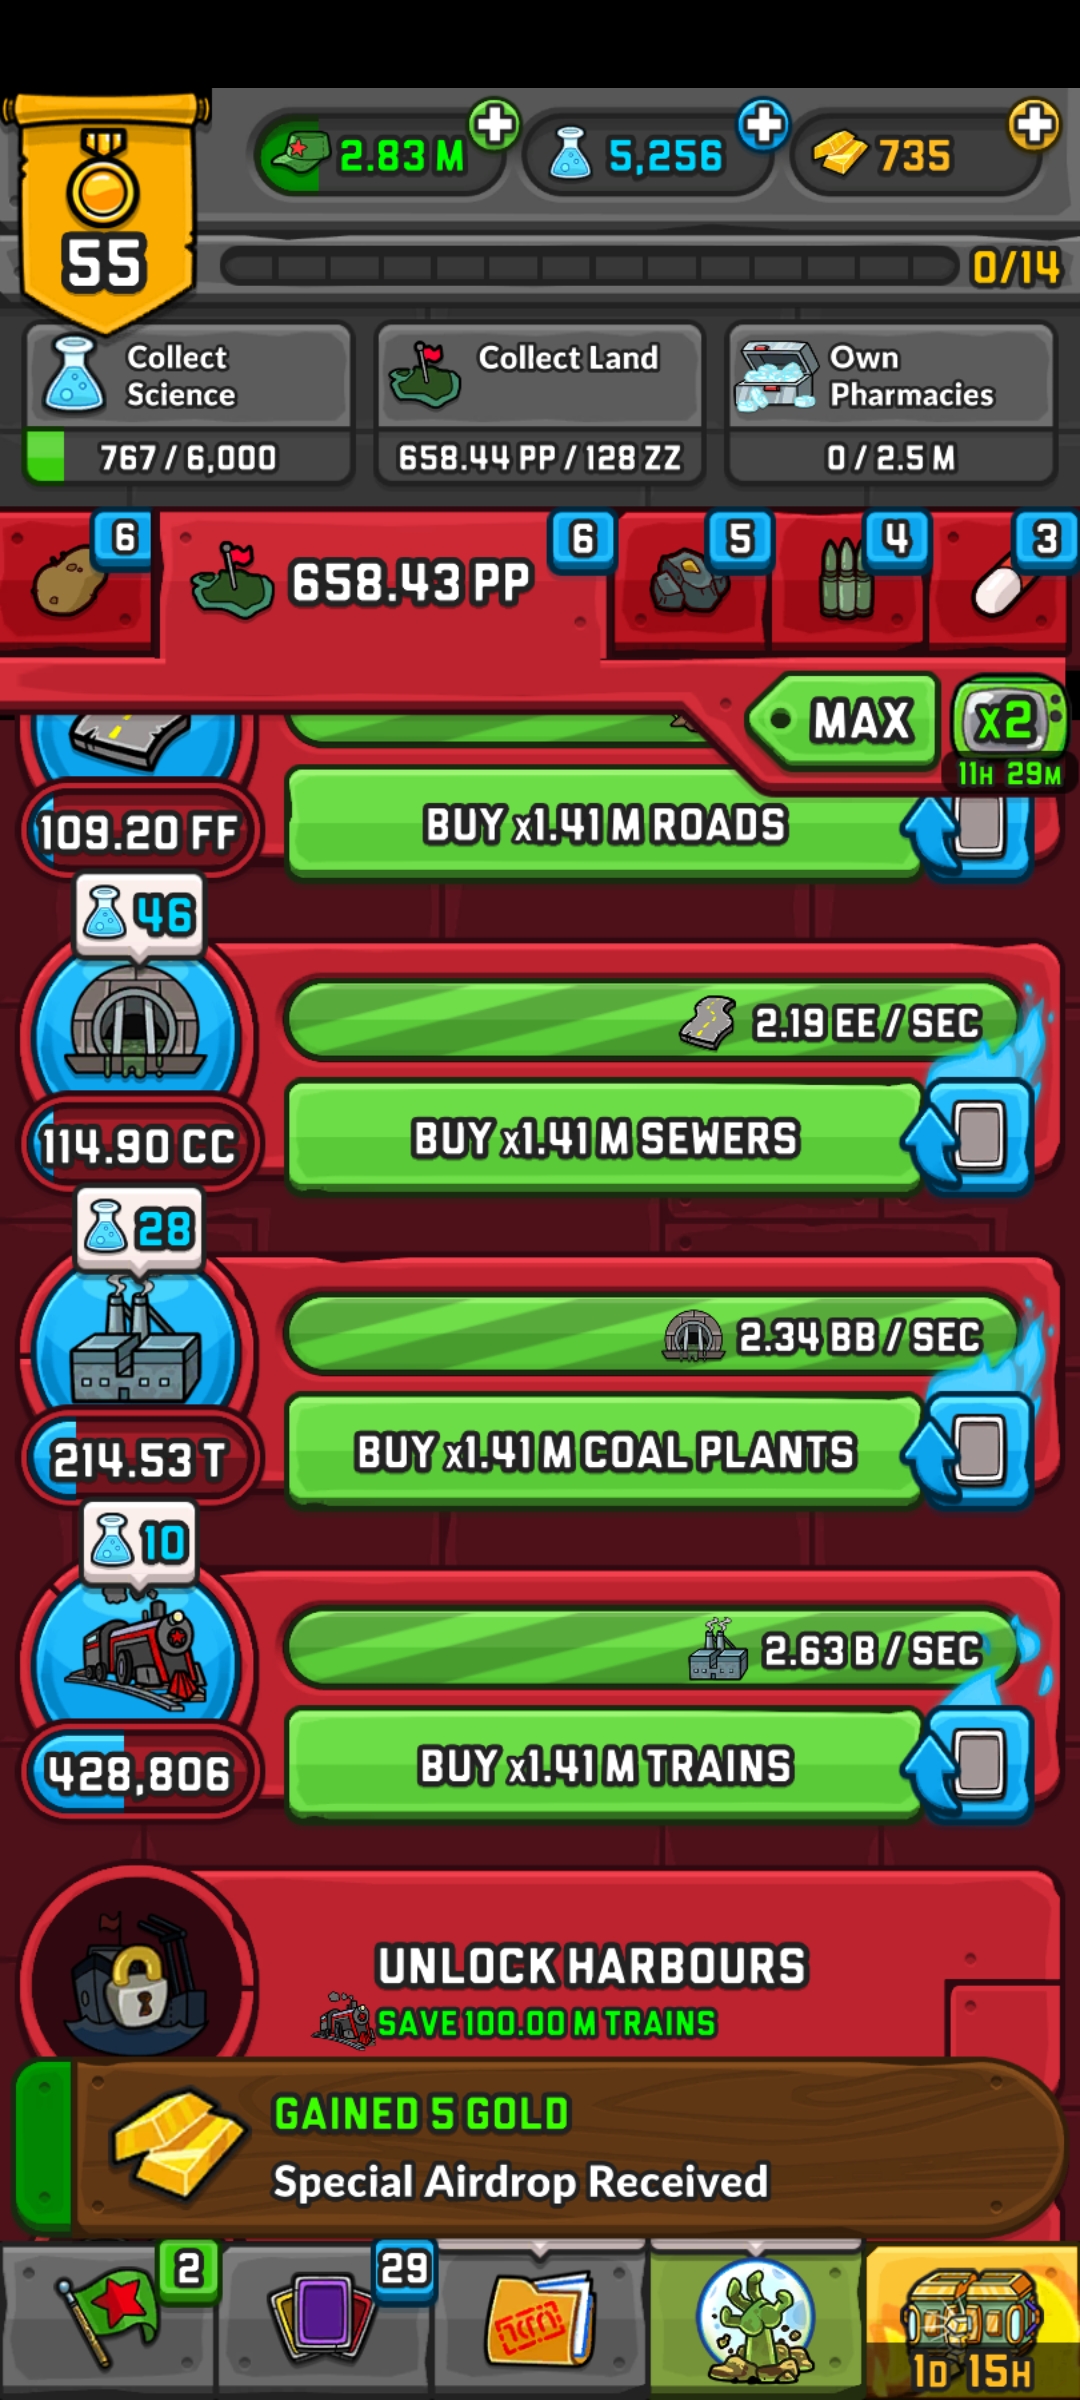 2.83 M
5,256
735
55
0/14
Collect Science
767 / 6,000
Collect Land
658.44 PP / 128 ZZ
Own Pharmacies
0 / 2.5 M
6
658.43 PP
6
5
4
3
MAX
x2
11H 29M
109.20 FF
BUY x1.41 M ROADS
46
2.19 EE / SEC
114.90 CC
BUY x1.41 M SEWERS
28
2.34 BB / SEC
214.53 T
BUY x1.41 M COAL PLANTS
10
2.63 B / SEC
428,806
BUY x1.41 M TRAINS
UNLOCK HARBOURS
SAVE 100.00 M TRAINS
GAINED 5 GOLD
Special Airdrop Received
2
29
1D 15H